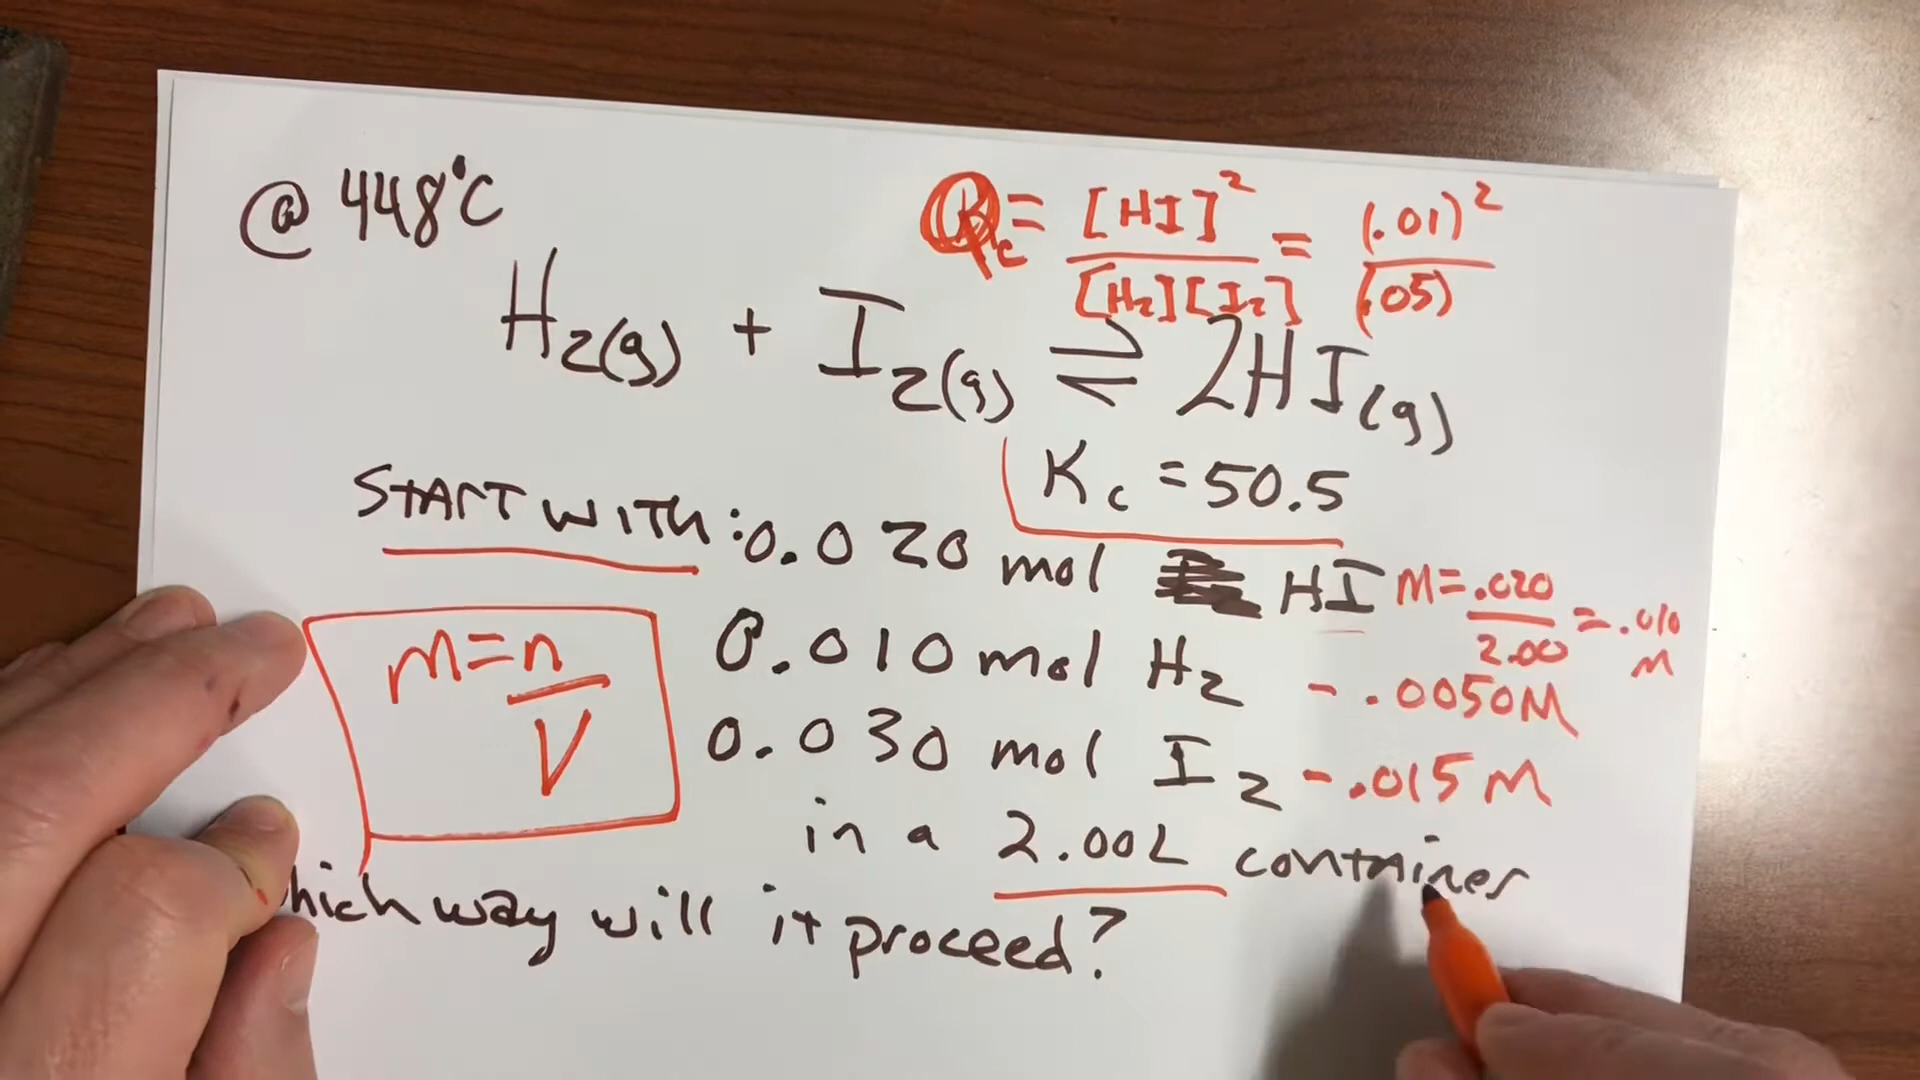 @ 448°C
Qc = [HI]² / [H₂][I₂] = (.01)² / (.05)
H₂(g) + I₂(g) ⇌ 2HI(g)
Kc = 50.5
START WITH: 0.020 mol HI M = .020 / 2.00 = .010 M
M = n / V
0.010 mol H₂ - .0050M
0.030 mol I₂ - .015 M
in a 2.00L container
hich way will it proceed?